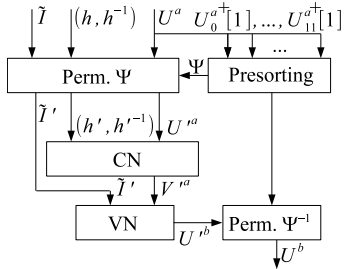 Ĩ (h, h⁻¹) Uᵃ U₀ᵃ⁺[1], ..., U₁₁ᵃ⁺[1]
...
Perm. Ψ Ψ Presorting
Ĩ ' (h', h'⁻¹) U'ᵃ
CN
Ĩ ' V'ᵃ
VN U'ᵇ Perm. Ψ⁻¹
Uᵇ